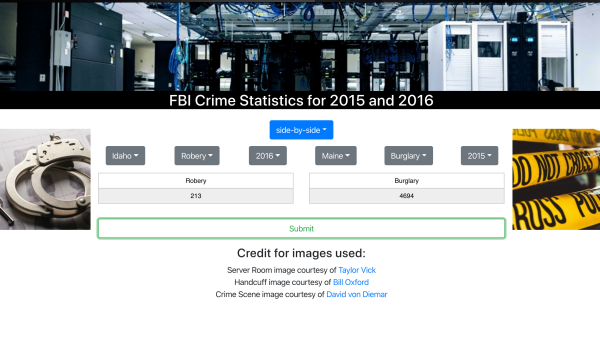 FBI Crime Statistics for 2015 and 2016
side-by-side
Idaho Robery 2016 Maine Burglary 2015
Robery Burglary
213 4694
DO NOT CROSS
CROSS
Submit
Credit for images used:
Server Room image courtesy of Taylor Vick
Handcuff image courtesy of Bill Oxford
Crime Scene image courtesy of David von Diemar